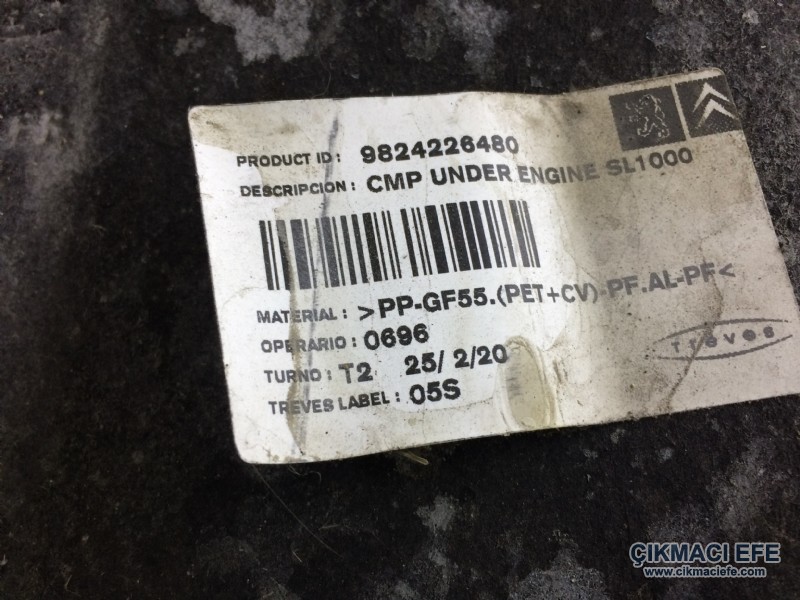 PRODUCT ID: 9824226480
DESCRIPCION: CMP UNDER ENGINE SL1000
MATERIAL: >PP-GF55.(PET+CV)-PF.AL-PF<
OPERARIO: 0696
TURNO: T2 25/ 2/20
TREVES LABEL: 05S
Treves
ÇIKMACI EFE
www.cikmaciefe.com